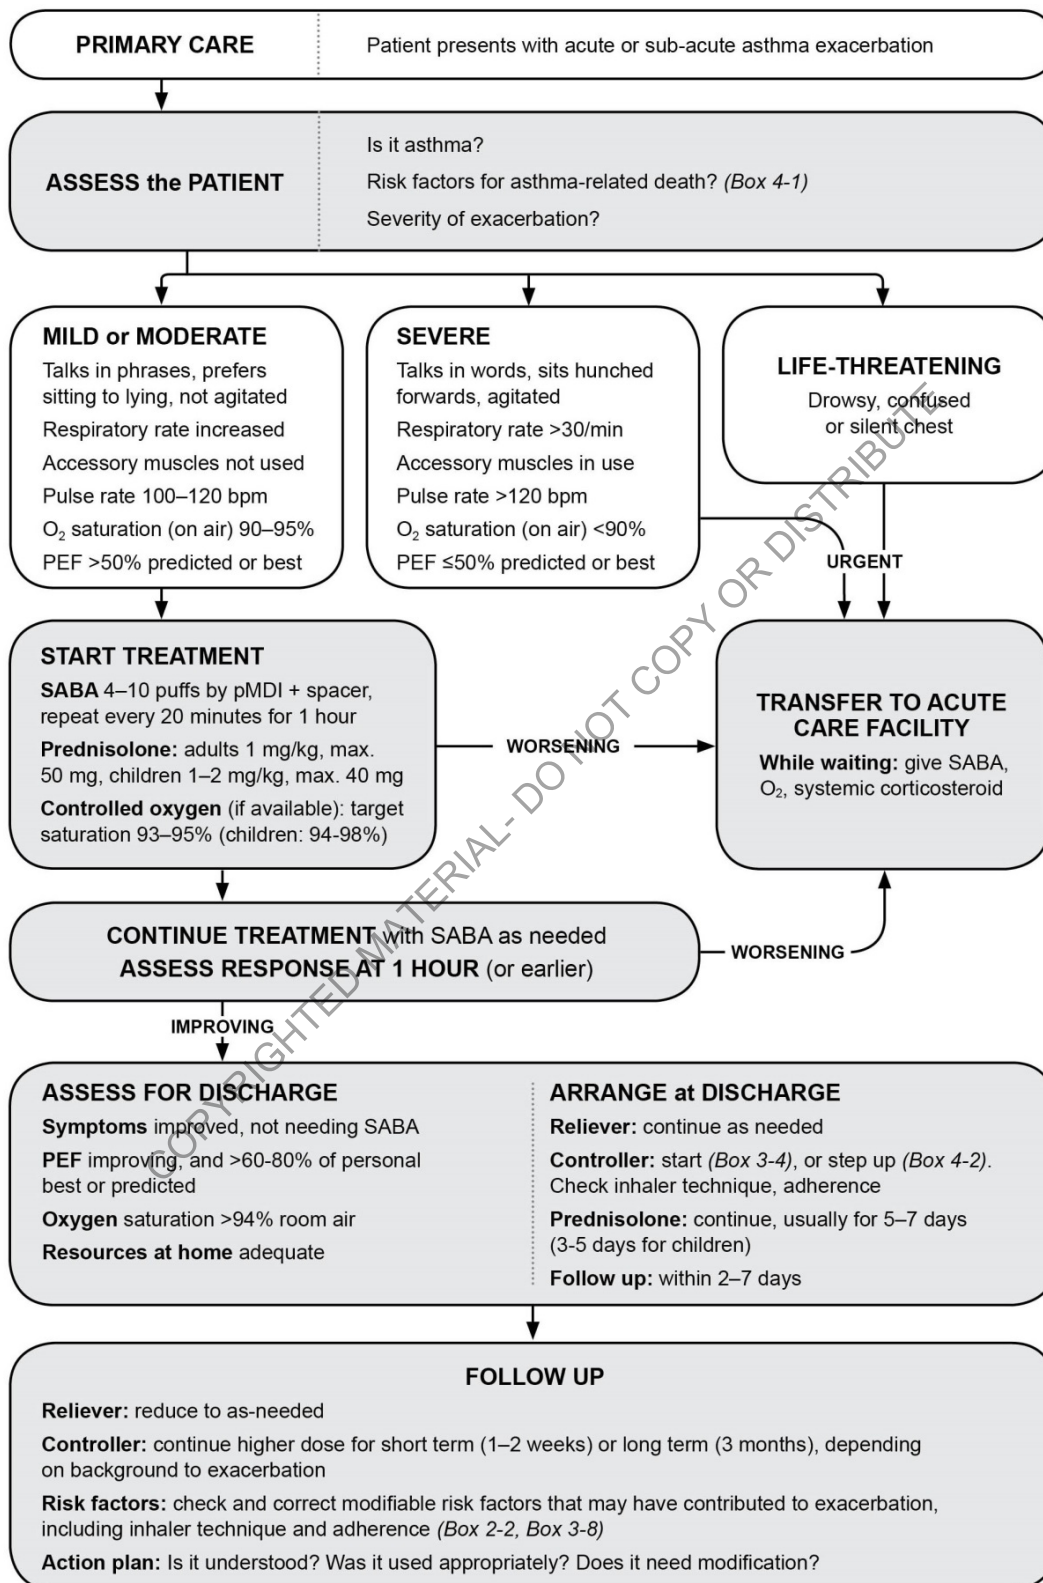 PRIMARY CARE
Patient presents with acute or sub-acute asthma exacerbation
ASSESS the PATIENT
Is it asthma?
Risk factors for asthma-related death? (Box 4-1)
Severity of exacerbation?
MILD or MODERATE
Talks in phrases, prefers
sitting to lying, not agitated
Respiratory rate increased
Accessory muscles not used
Pulse rate 100–120 bpm
O₂ saturation (on air) 90–95%
PEF >50% predicted or best
SEVERE
Talks in words, sits hunched
forwards, agitated
Respiratory rate >30/min
Accessory muscles in use
Pulse rate >120 bpm
O₂ saturation (on air) <90%
PEF ≤50% predicted or best
LIFE-THREATENING
Drowsy, confused
or silent chest
URGENT
START TREATMENT
SABA 4–10 puffs by pMDI + spacer,
repeat every 20 minutes for 1 hour
Prednisolone: adults 1 mg/kg, max.
50 mg, children 1–2 mg/kg, max. 40 mg
Controlled oxygen (if available): target
saturation 93–95% (children: 94-98%)
WORSENING
TRANSFER TO ACUTE
CARE FACILITY
While waiting: give SABA,
O₂, systemic corticosteroid
CONTINUE TREATMENT with SABA as needed
ASSESS RESPONSE AT 1 HOUR (or earlier)
WORSENING
IMPROVING
ASSESS FOR DISCHARGE
Symptoms improved, not needing SABA
PEF improving, and >60-80% of personal
best or predicted
Oxygen saturation >94% room air
Resources at home adequate
ARRANGE at DISCHARGE
Reliever: continue as needed
Controller: start (Box 3-4), or step up (Box 4-2).
Check inhaler technique, adherence
Prednisolone: continue, usually for 5–7 days
(3-5 days for children)
Follow up: within 2–7 days
FOLLOW UP
Reliever: reduce to as-needed
Controller: continue higher dose for short term (1–2 weeks) or long term (3 months), depending
on background to exacerbation
Risk factors: check and correct modifiable risk factors that may have contributed to exacerbation,
including inhaler technique and adherence (Box 2-2, Box 3-8)
Action plan: Is it understood? Was it used appropriately? Does it need modification?
COPYRIGHTED MATERIAL- DO NOT COPY OR DISTRIBUTE